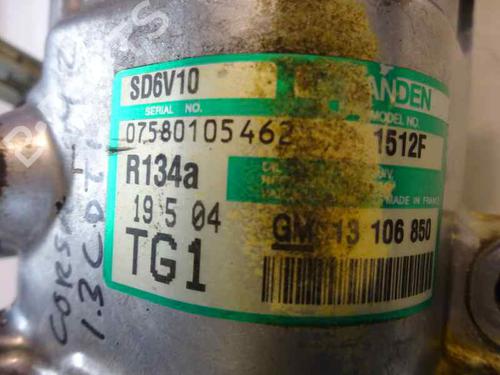 SD6V10
SERIAL NO.
07580105462
R134a
19 5 04
TG1
ANDEN
MODEL NO.
1512F
MADE IN FRANCE
GM 13 106 850
CORSA
1.3 CDTI